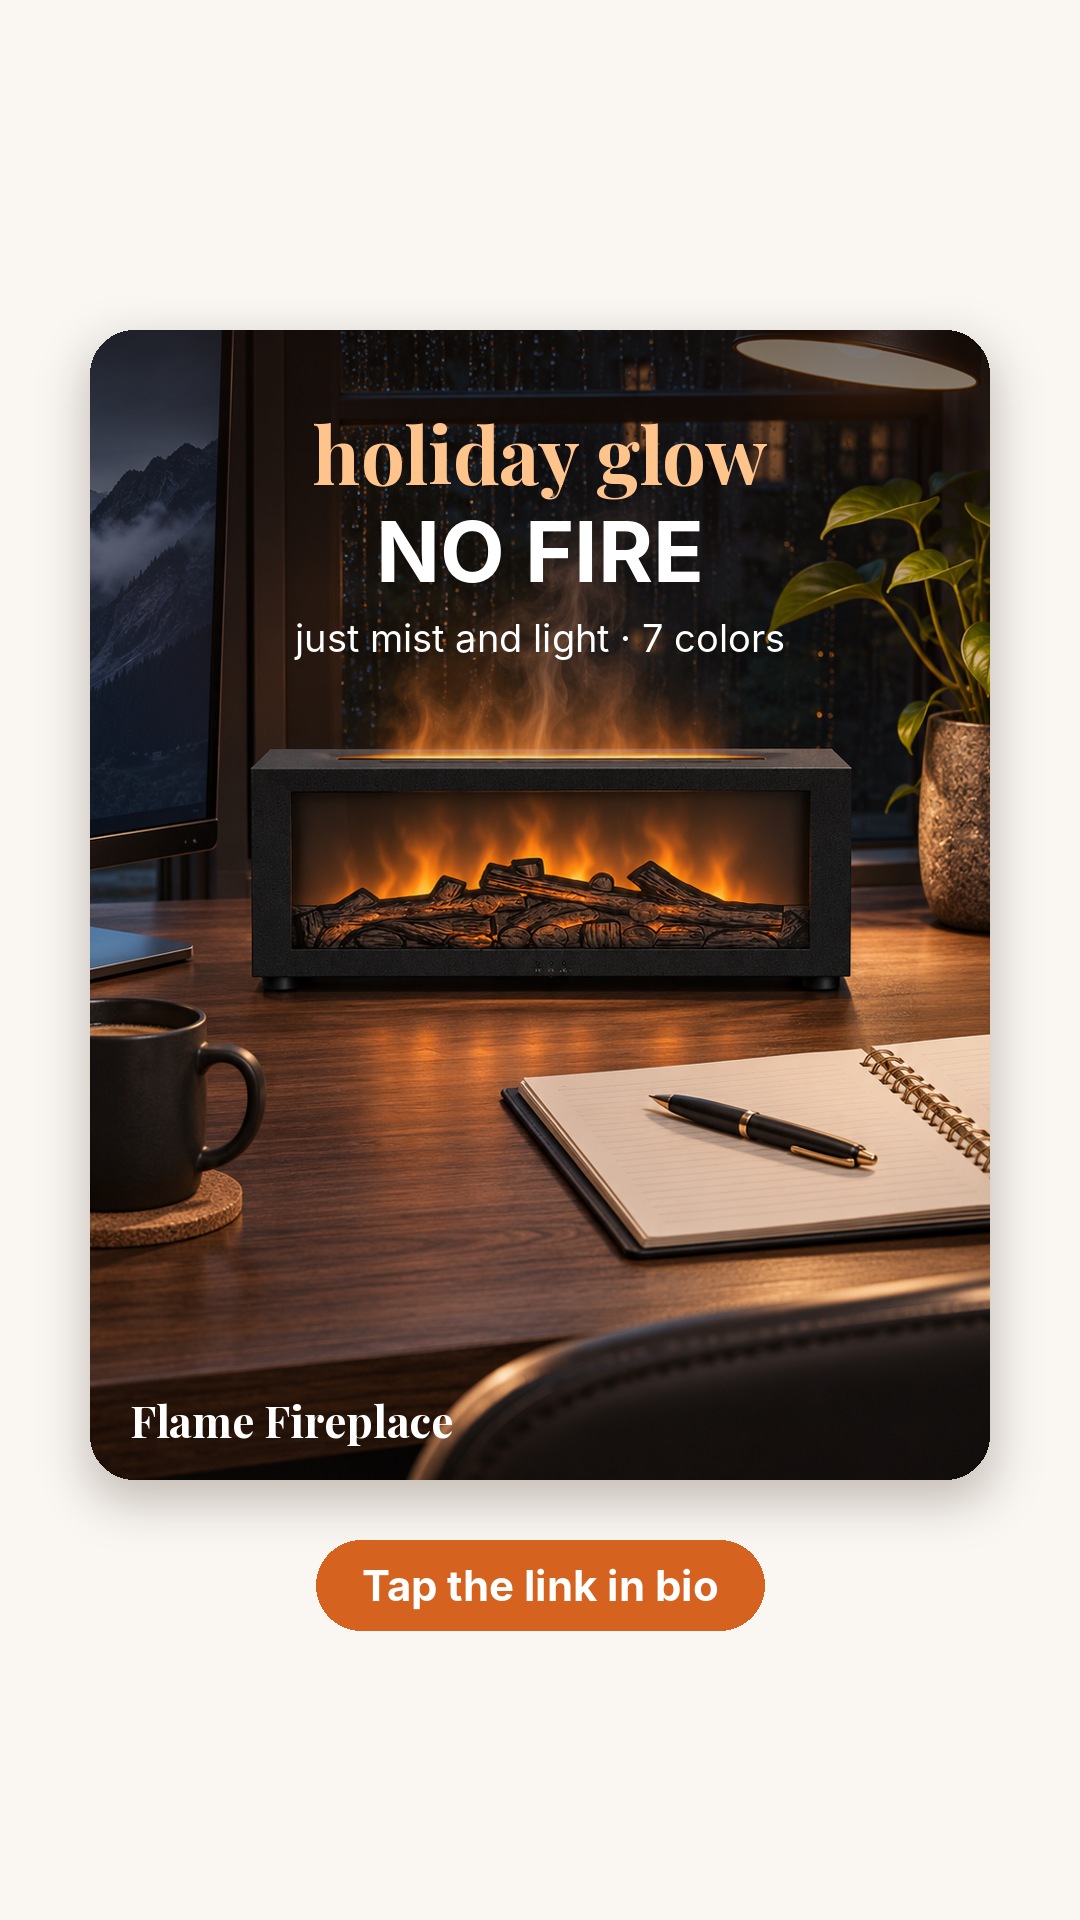 holiday glow
NO FIRE
just mist and light · 7 colors
Flame Fireplace
Tap the link in bio